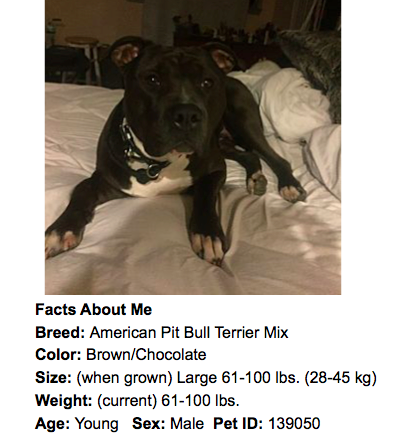 Facts About Me
Breed: American Pit Bull Terrier Mix
Color: Brown/Chocolate
Size: (when grown) Large 61-100 lbs. (28-45 kg)
Weight: (current) 61-100 lbs.
Age: Young Sex: Male Pet ID: 139050